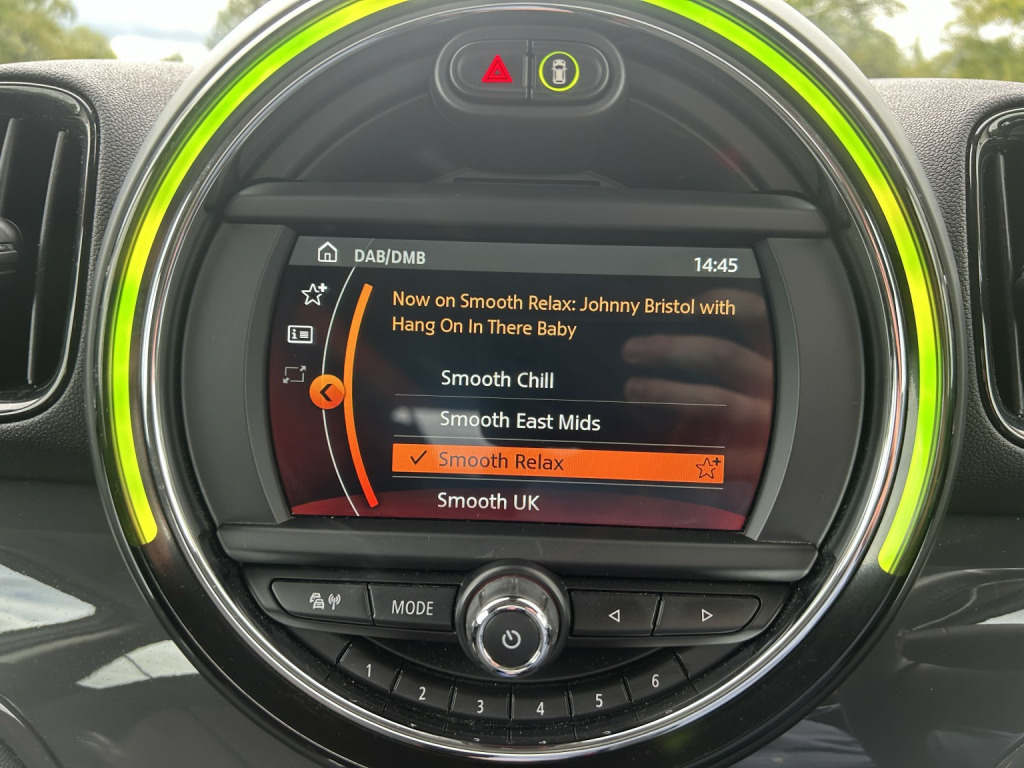 DAB/DMB
14:45
Now on Smooth Relax: Johnny Bristol with
Hang On In There Baby
Smooth Chill
Smooth East Mids
Smooth Relax
Smooth UK
MODE
1
2
3
4
5
6